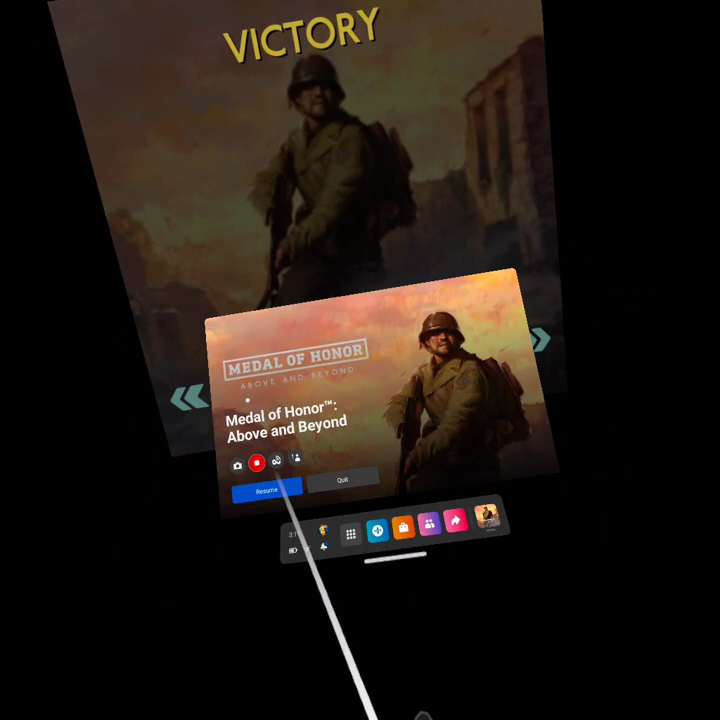 VICTORY
MEDAL OF HONOR
ABOVE AND BEYOND
Medal of Honor™:
Above and Beyond
Resume
Quit